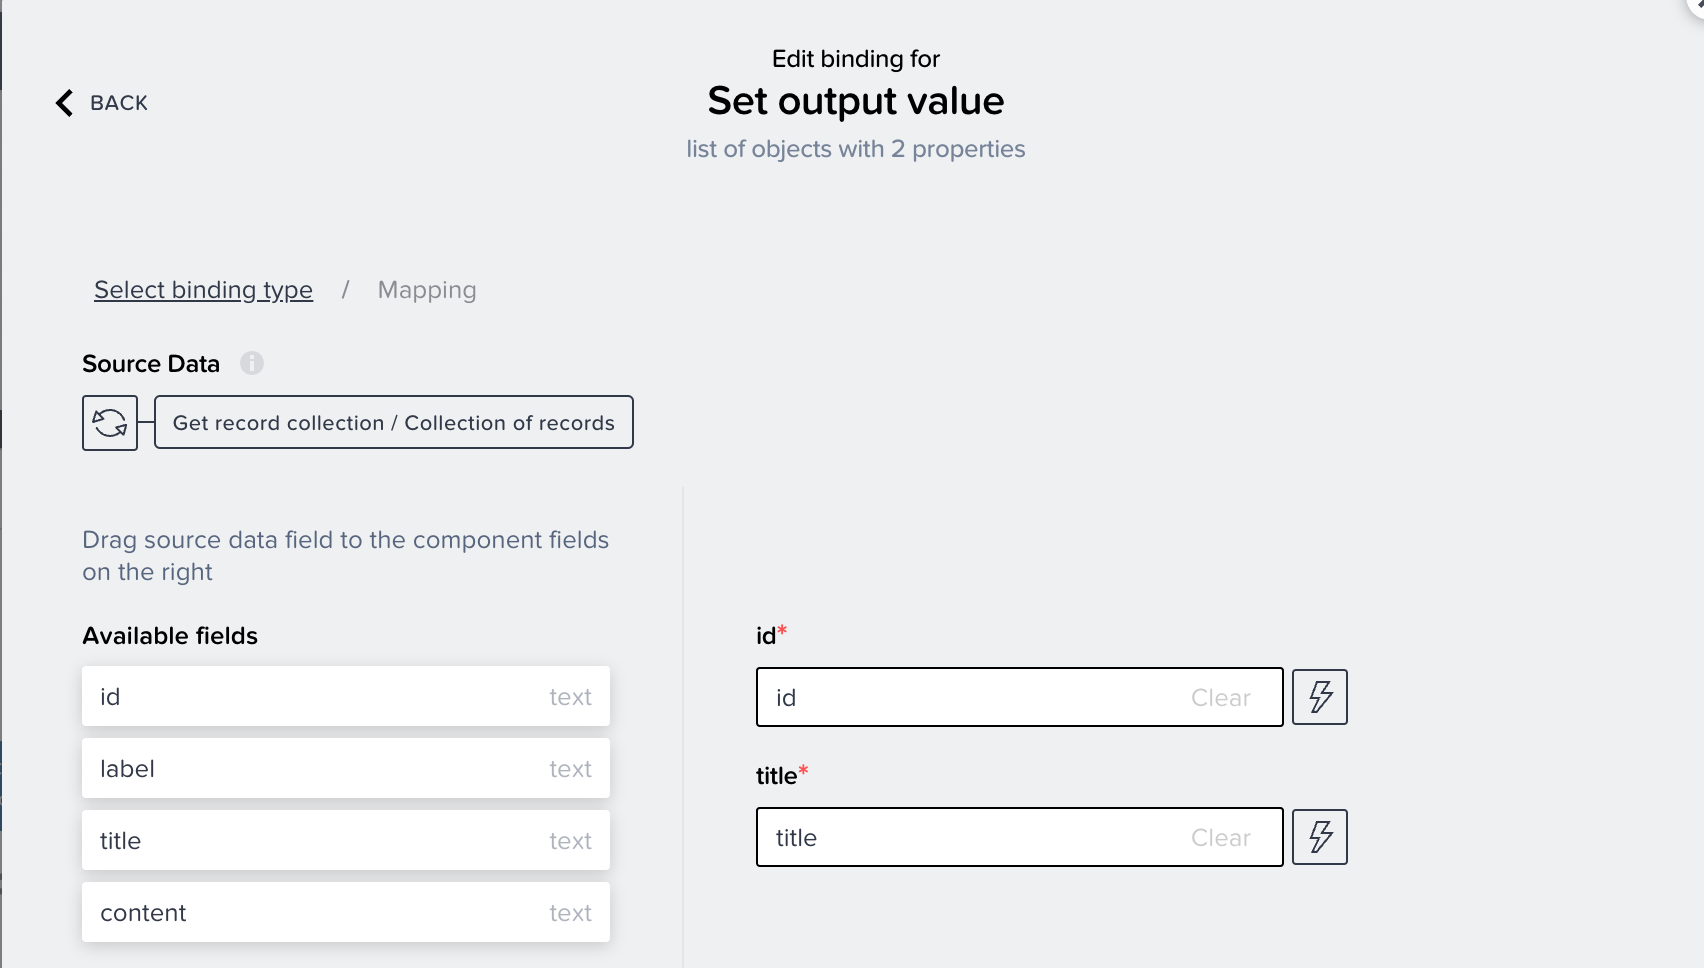 Edit binding for
BACK
Set output value
list of objects with 2 properties
Select binding type / Mapping
Source Data
Get record collection / Collection of records
Drag source data field to the component fields
on the right
Available fields
id text
label text
title text
content text
id*
id Clear
title*
title Clear